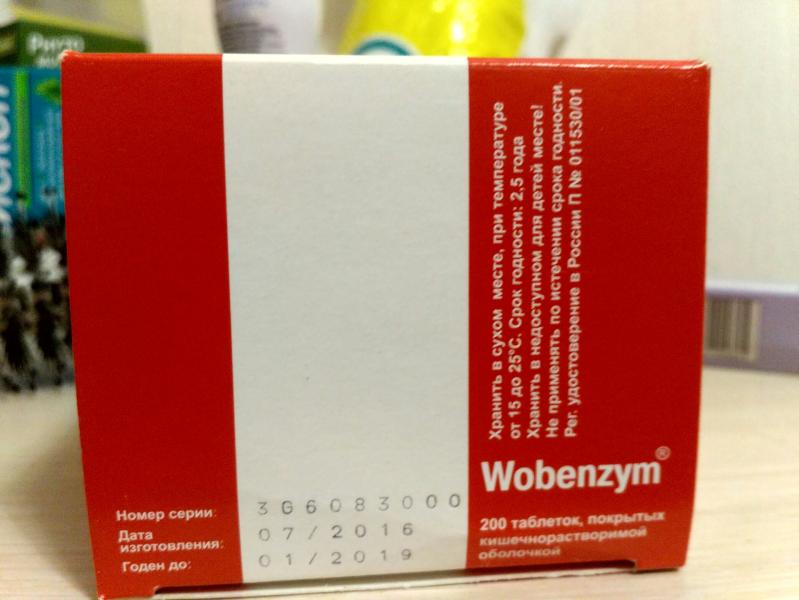 Phyto
Хранить в сухом месте, при температуре
от 15 до 25°C. Срок годности: 2,5 года
Хранить в недоступном для детей месте!
Не применять по истечении срока годности.
Рег. удостоверение в России П № 011530/01
Wobenzym®
200 таблеток, покрытых
кишечнорастворимой
оболочкой
Номер серии: 3G6083000
Дата
изготовления: 07/2016
Годен до: 01/2019